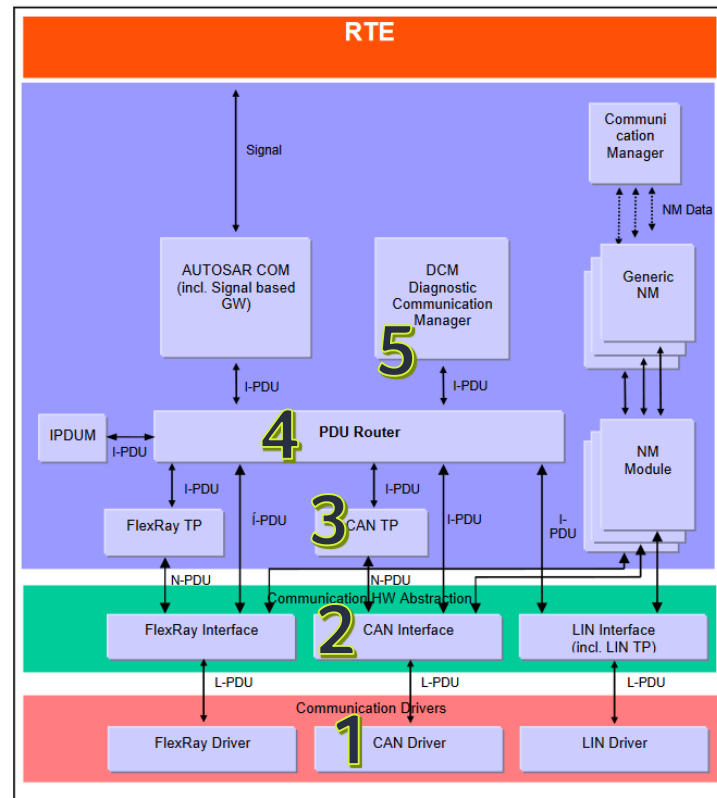 RTE
Signal
Communi
cation
Manager
NM Data
AUTOSAR COM
(incl. Signal based
GW)
DCM
Diagnostic
Communication
Manager
5
Generic
NM
I-PDU
I-PDU
IPDUM
I-PDU
4
PDU Router
NM
Module
I-PDU
Í-PDU
I-PDU
I-PDU
I-
PDU
FlexRay TP
3
CAN TP
N-PDU
N-PDU
Communication HW Abstraction
FlexRay Interface
2
CAN Interface
LIN Interface
(incl. LIN TP)
L-PDU
L-PDU
L-PDU
Communication Drivers
FlexRay Driver
1
CAN Driver
LIN Driver